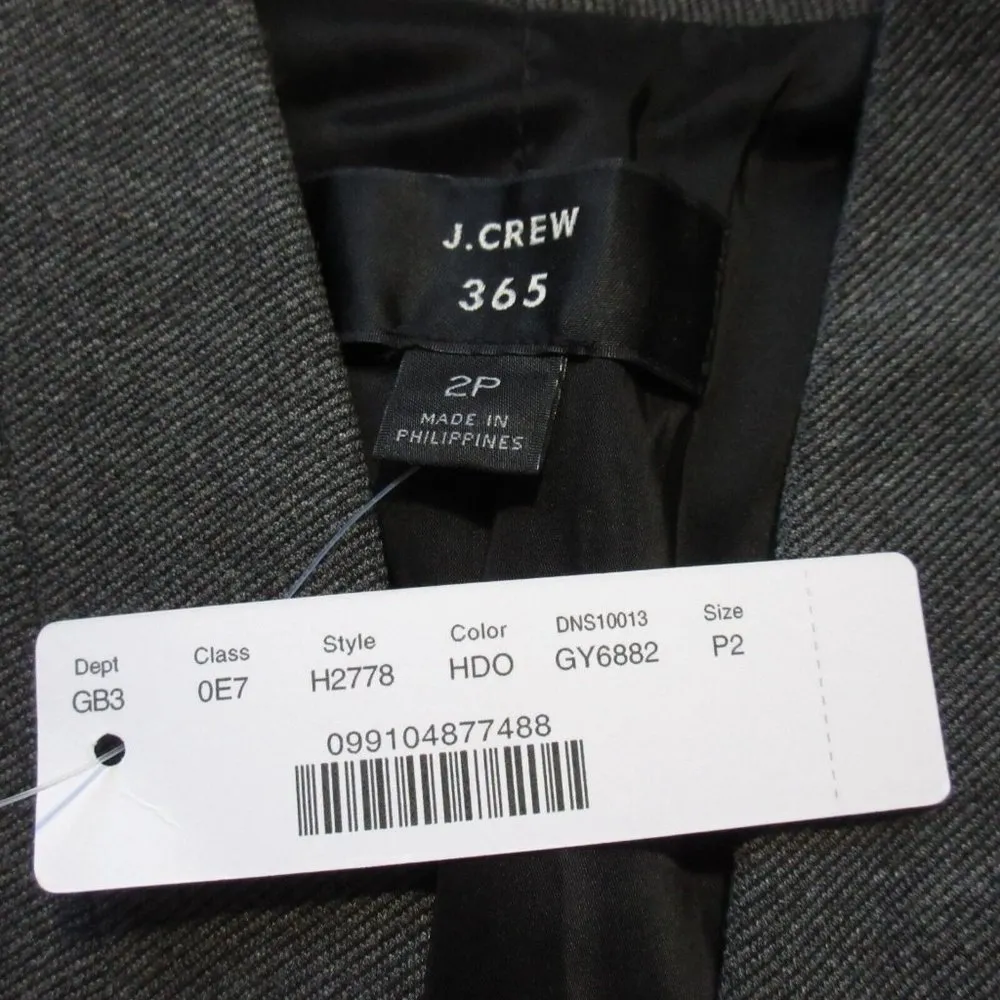 J.CREW
365
2P
MADE IN
PHILIPPINES
Dept Class Style Color DNS10013 Size
GB3 0E7 H2778 HDO GY6882 P2
099104877488